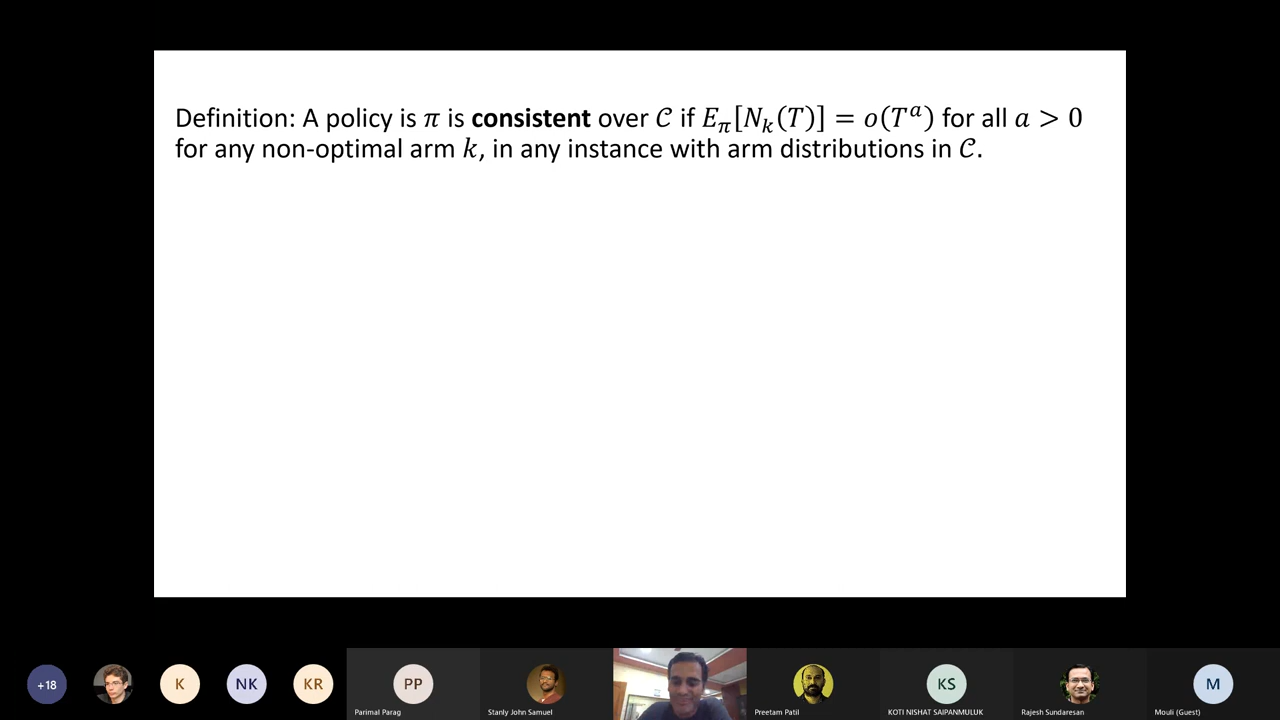 Definition: A policy is π is consistent over 𝒞 if E_π[N_k(T)] = o(T^a) for all a > 0
for any non-optimal arm k, in any instance with arm distributions in 𝒞.
+18
K
NK
KR
PP
KS
M
Parimal Parag
Stanly John Samuel
Preetam Patil
KOTI NISHAT SAIPANMULUK
Rajesh Sundaresan
Mouli (Guest)